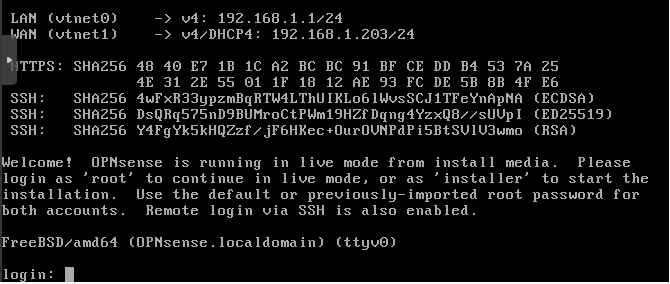 LAN (vtnet0)    -> v4: 192.168.1.1/24
WAN (vtnet1)    -> v4/DHCP4: 192.168.1.203/24
HTTPS: SHA256 48 40 E7 1B 1C A2 BC BC 91 BF CE DD B4 53 7A 25
4E 31 2E 55 01 1F 18 12 AE 93 FC DE 5B 8B 4F E6
SSH:   SHA256 4wFxR33ypzmBqRTW4LThUIKLo6lWvsSCJ1TFeYnApNA (ECDSA)
SSH:   SHA256 DsQRq575nD9BUMroCtPWm19HZfDqng4YzxQ8//sUVpI (ED25519)
SSH:   SHA256 Y4FgYk5kHQZzf/jF6HKec+OurOVNPdPi5BtSVlV3wmo (RSA)
Welcome!  OPNsense is running in live mode from install media.  Please
login as 'root' to continue in live mode, or as 'installer' to start the
installation.  Use the default or previously-imported root password for
both accounts.  Remote login via SSH is also enabled.
FreeBSD/amd64 (OPNsense.localdomain) (ttyv0)
login: